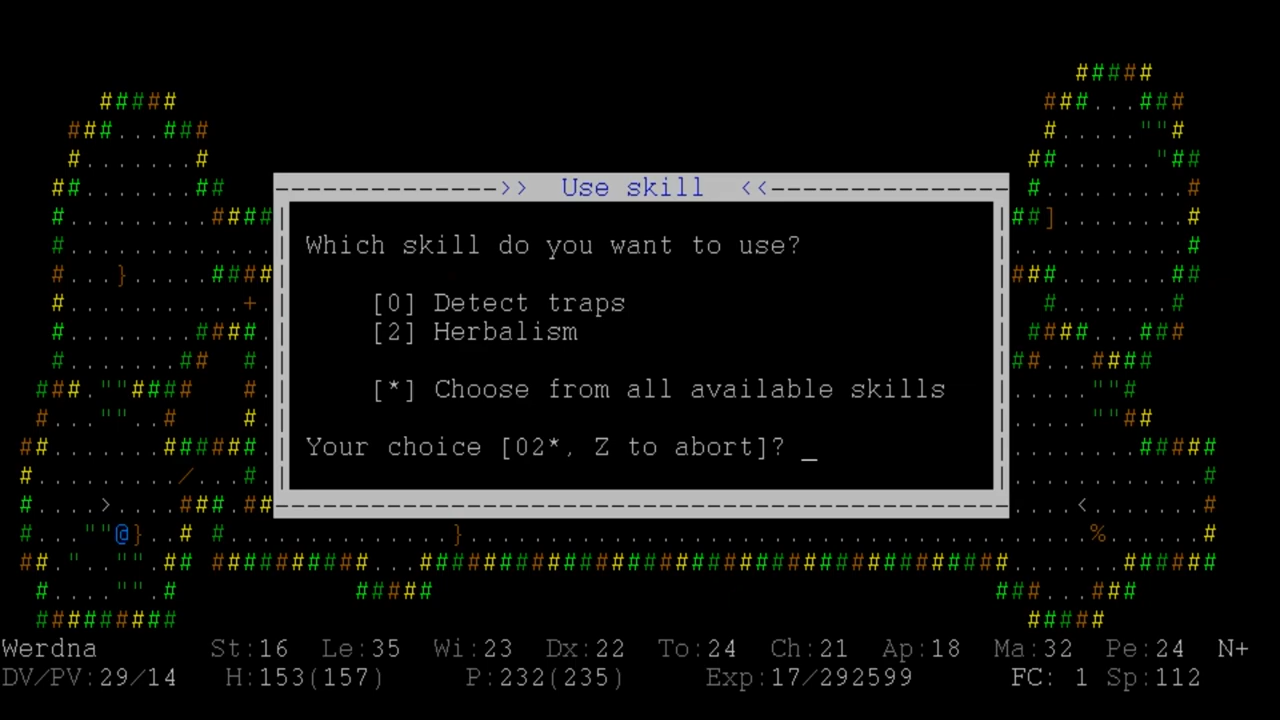 >> Use skill <<
Which skill do you want to use?
[0] Detect traps
[2] Herbalism
[*] Choose from all available skills
Your choice [02*, Z to abort]? _
Werdna St:16 Le:35 Wi:23 Dx:22 To:24 Ch:21 Ap:18 Ma:32 Pe:24 N+
DV/PV:29/14 H:153(157) P:232(235) Exp:17/292599 FC: 1 Sp:112